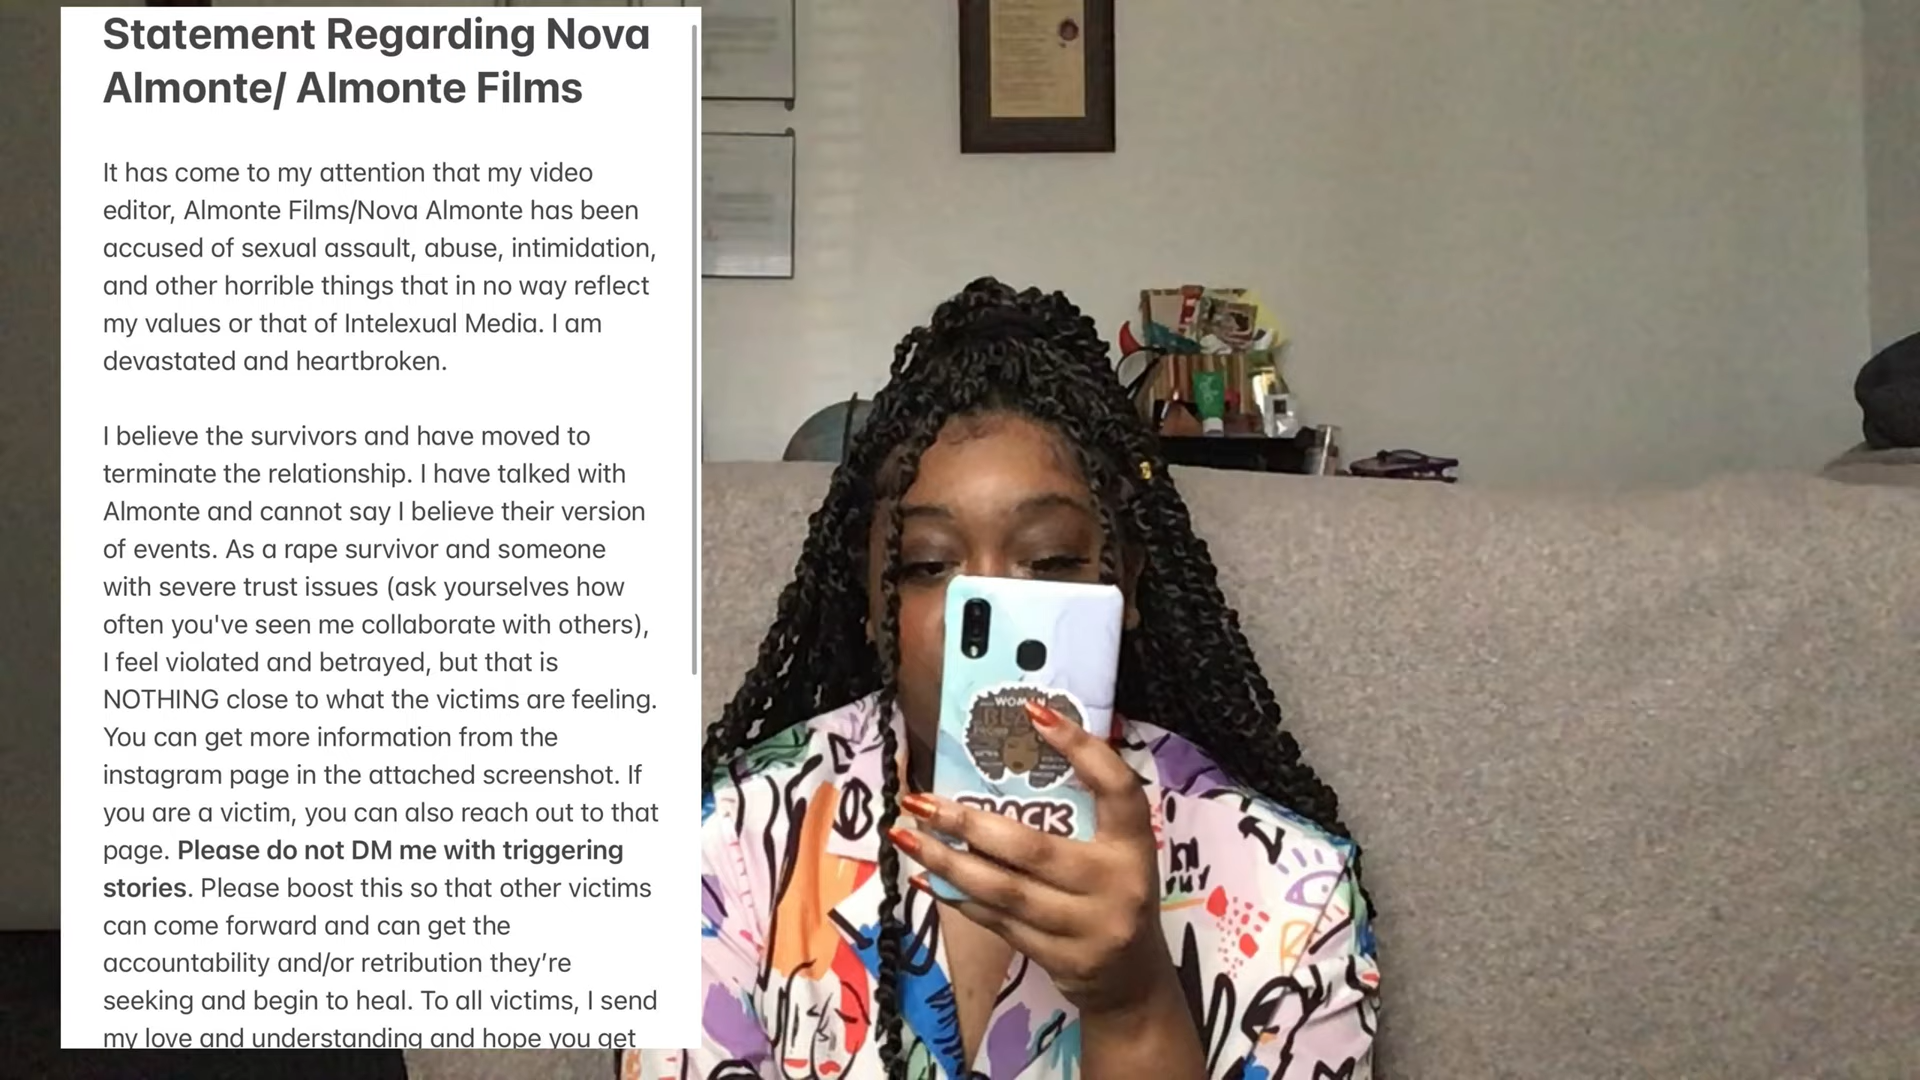 Statement Regarding Nova
Almonte/ Almonte Films
It has come to my attention that my video
editor, Almonte Films/Nova Almonte has been
accused of sexual assault, abuse, intimidation,
and other horrible things that in no way reflect
my values or that of Intelexual Media. I am
devastated and heartbroken.
I believe the survivors and have moved to
terminate the relationship. I have talked with
Almonte and cannot say I believe their version
of events. As a rape survivor and someone
with severe trust issues (ask yourselves how
often you've seen me collaborate with others),
I feel violated and betrayed, but that is
NOTHING close to what the victims are feeling.
You can get more information from the
instagram page in the attached screenshot. If
you are a victim, you can also reach out to that
page. Please do not DM me with triggering
stories. Please boost this so that other victims
can come forward and can get the
accountability and/or retribution they’re
seeking and begin to heal. To all victims, I send
my love and understanding and hope you get